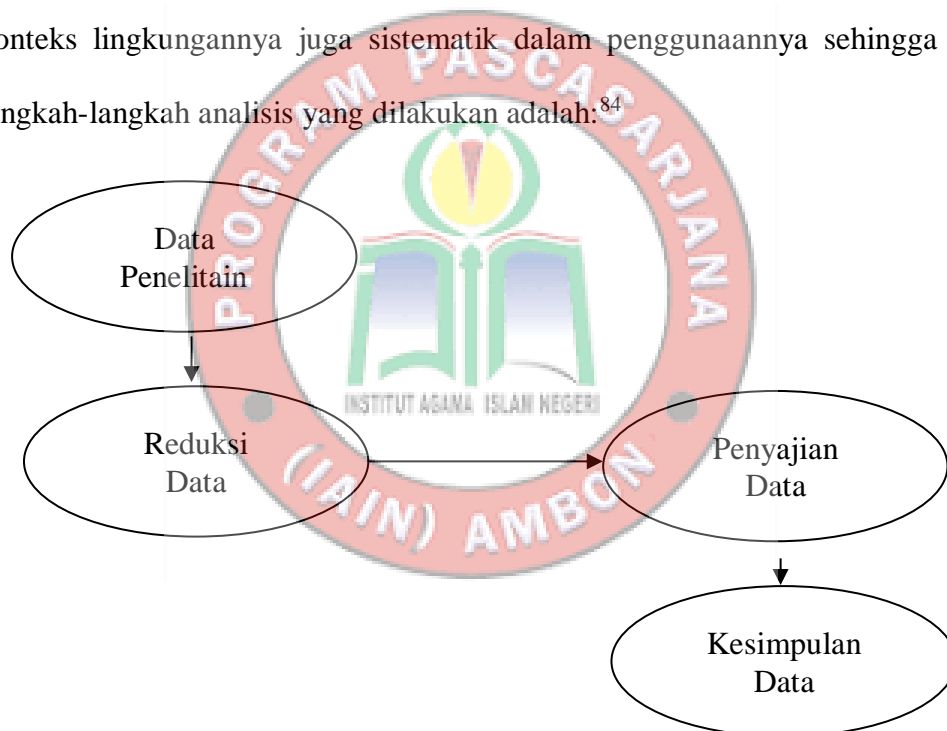 onteks lingkungannya juga sistematik dalam penggunaannya sehingga
ngkah-langkah analisis yang dilakukan adalah:84
PROGRAM PASCASARJANA
INSTITUT AGAMA ISLAM NEGERI
(IAIN) AMBON
Data
Penelitain
Reduksi
Data
Penyajian
Data
Kesimpulan
Data